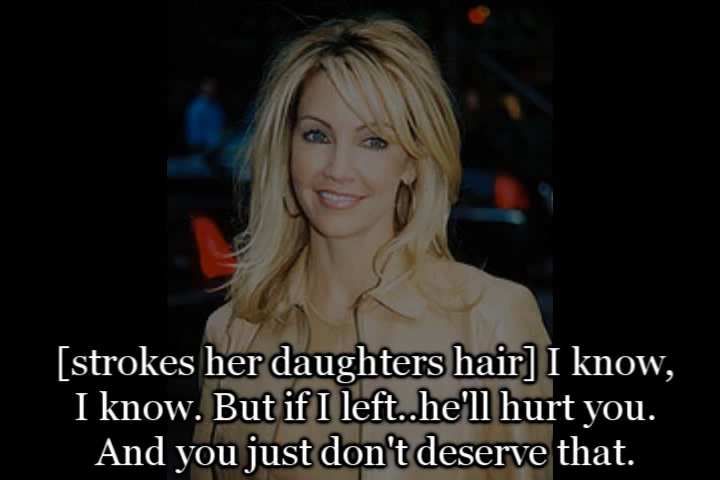 [strokes her daughters hair] I know,
I know. But if I left..he'll hurt you.
And you just don't deserve that.